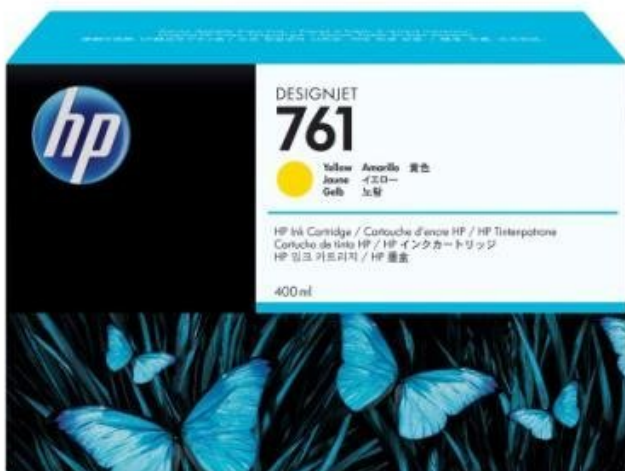 hp
DESIGNJET
761
Yellow Amarillo 黄色
Jaune イエロー
Gelb 노랑
HP Ink Cartridge / Cartouche d'encre HP / HP Tintenpatrone
Cartucho de tinta HP / HP インクカートリッジ
HP 잉크 카트리지 / HP 墨盒
400 ml